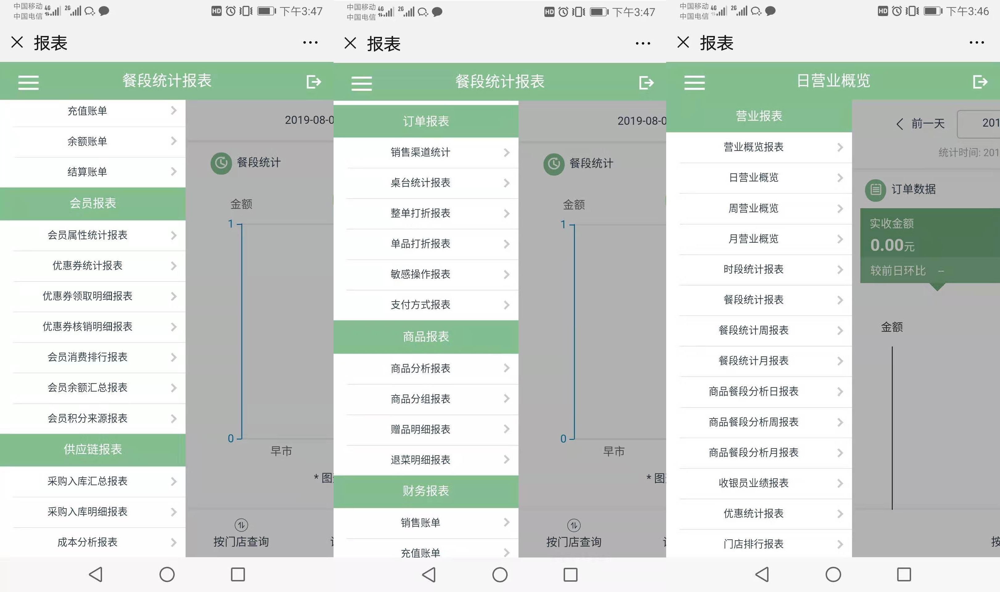 中国移动 4G 2G HD 下午3:47
中国电信
报表
餐段统计报表
充值账单
余额账单
结算账单
会员报表
会员属性统计报表
优惠券统计报表
优惠券领取明细报表
优惠券核销明细报表
会员消费排行报表
会员余额汇总报表
会员积分来源报表
供应链报表
采购入库汇总报表
采购入库明细报表
成本分析报表
2019-08-0
餐段统计
金额
1
0
早市
* 图
按门店查询
中国移动 4G 2G HD 下午3:47
中国电信
报表
餐段统计报表
订单报表
销售渠道统计
桌台统计报表
整单打折报表
单品打折报表
敏感操作报表
支付方式报表
商品报表
商品分析报表
商品分组报表
赠品明细报表
退菜明细报表
财务报表
销售账单
充值账单
2019-08-0
餐段统计
金额
1
0
早市
* 图
按门店查询
中国移动 4G 2G HD 下午3:46
中国电信
报表
日营业概览
营业报表
营业概览报表
日营业概览
周营业概览
月营业概览
时段统计报表
餐段统计报表
餐段统计周报表
餐段统计月报表
商品餐段分析日报表
商品餐段分析周报表
商品餐段分析月报表
收银员业绩报表
优惠统计报表
门店排行报表
前一天 201
统计时间: 201
订单数据
实收金额
0.00元
较前日环比 --
金额
按